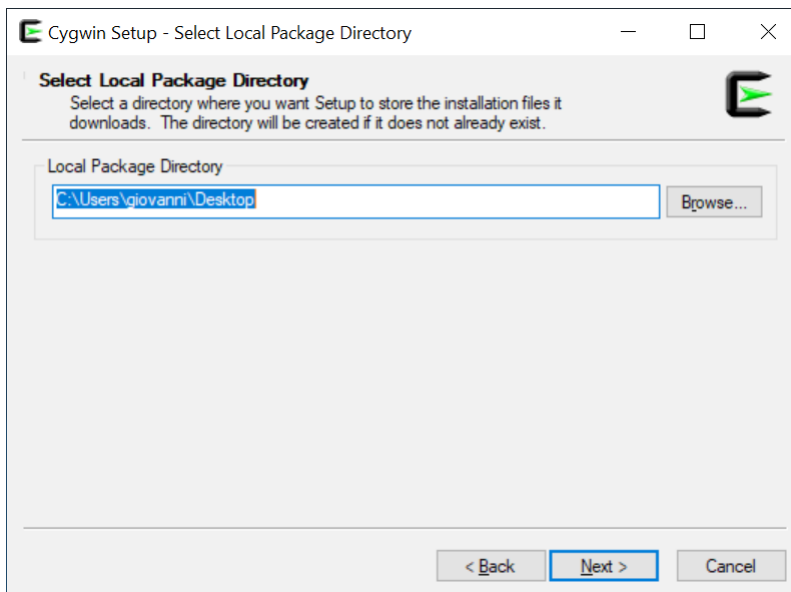 Cygwin Setup - Select Local Package Directory
Select Local Package Directory
Select a directory where you want Setup to store the installation files it
downloads.  The directory will be created if it does not already exist.
Local Package Directory
C:\Users\giovanni\Desktop
Browse...
< Back
Next >
Cancel